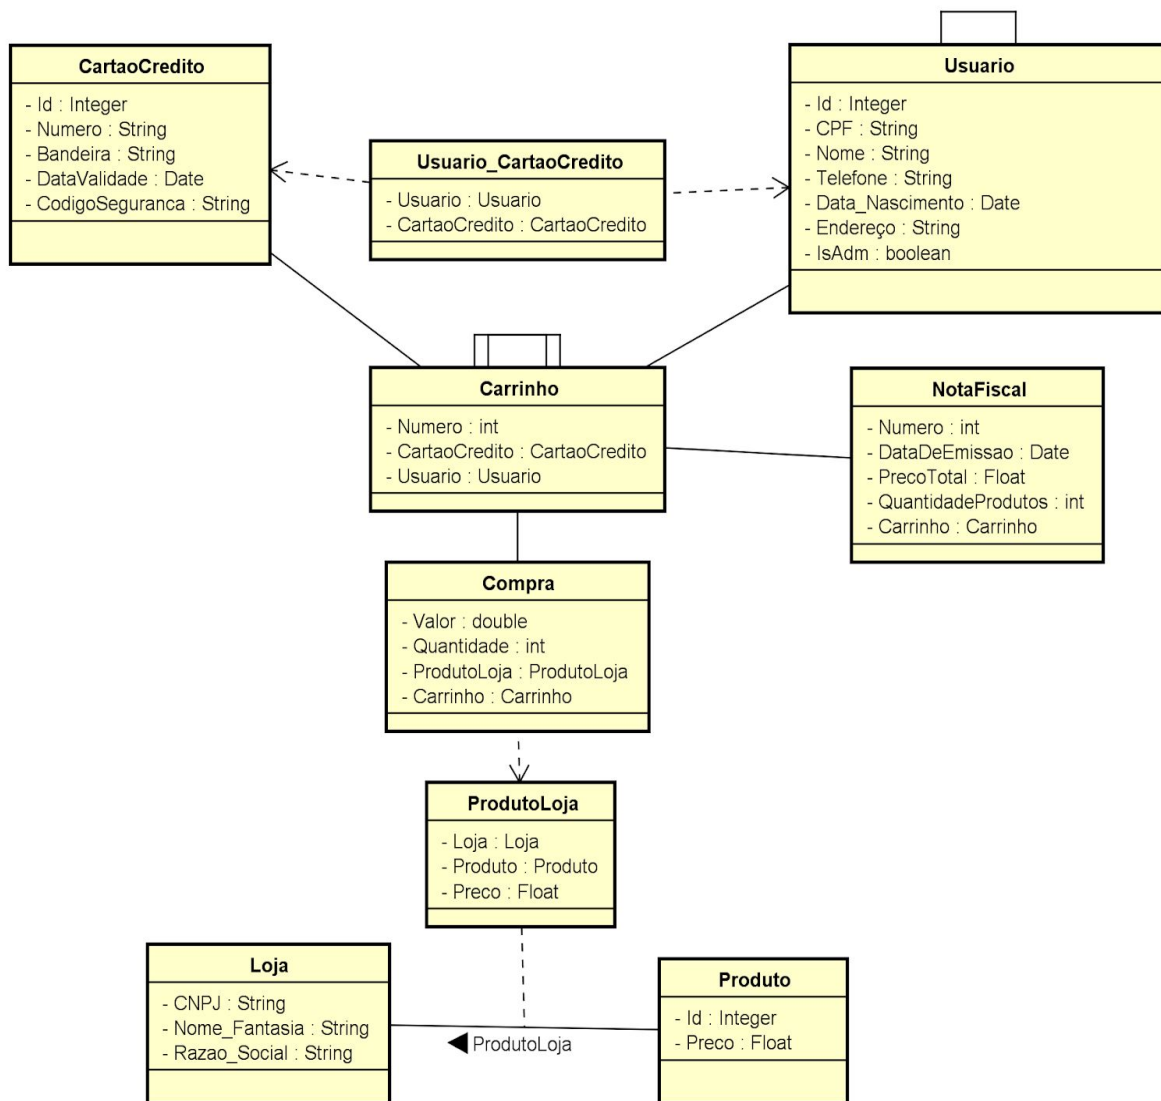 CartaoCredito
- Id : Integer
- Numero : String
- Bandeira : String
- DataValidade : Date
- CodigoSeguranca : String
Usuario_CartaoCredito
- Usuario : Usuario
- CartaoCredito : CartaoCredito
Usuario
- Id : Integer
- CPF : String
- Nome : String
- Telefone : String
- Data_Nascimento : Date
- Endereço : String
- IsAdm : boolean
Carrinho
- Numero : int
- CartaoCredito : CartaoCredito
- Usuario : Usuario
NotaFiscal
- Numero : int
- DataDeEmissao : Date
- PrecoTotal : Float
- QuantidadeProdutos : int
- Carrinho : Carrinho
Compra
- Valor : double
- Quantidade : int
- ProdutoLoja : ProdutoLoja
- Carrinho : Carrinho
ProdutoLoja
- Loja : Loja
- Produto : Produto
- Preco : Float
Loja
- CNPJ : String
- Nome_Fantasia : String
- Razao_Social : String
ProdutoLoja
Produto
- Id : Integer
- Preco : Float